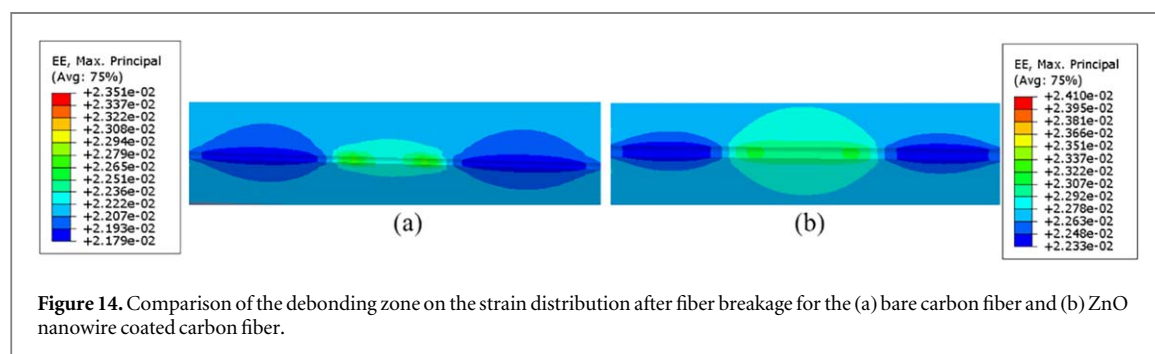 EE, Max. Principal
(Avg: 75%)
+2.351e-02
+2.337e-02
+2.322e-02
+2.308e-02
+2.294e-02
+2.279e-02
+2.265e-02
+2.251e-02
+2.236e-02
+2.222e-02
+2.207e-02
+2.193e-02
+2.179e-02
(a)
(b)
EE, Max. Principal
(Avg: 75%)
+2.410e-02
+2.395e-02
+2.381e-02
+2.366e-02
+2.351e-02
+2.337e-02
+2.322e-02
+2.307e-02
+2.292e-02
+2.278e-02
+2.263e-02
+2.248e-02
+2.233e-02
Figure 14. Comparison of the debonding zone on the strain distribution after fiber breakage for the (a) bare carbon fiber and (b) ZnO
nanowire coated carbon fiber.